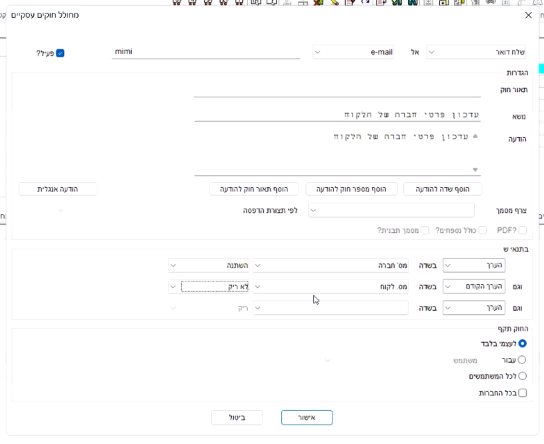 מחולל חוקים עסקיים
שלח דואר אל e-mail mimi פעיל?
הגדרות
תאור חוק
נושא עדכון פרטי חברה של הלקוח
הודעה עדכון פרטי חברה של הלקוח
הוסף שדה להודעה הוסף מספר חוק להודעה הוסף תאור חוק להודעה הודעה אנגלית
צרף מסמך לפי תצורת הדפסה
PDF? כולל נספחים? מסמך תבנית?
בתנאי ש
הערך בשדה מס' חברה השתנה
וגם הערך הקודם בשדה מס. לקוח לא ריק
וגם הערך בשדה ריק
החוק תקף
לעצמי בלבד
עבור משתמש
לכל המשתמשים
בכל החברות
אישור ביטול